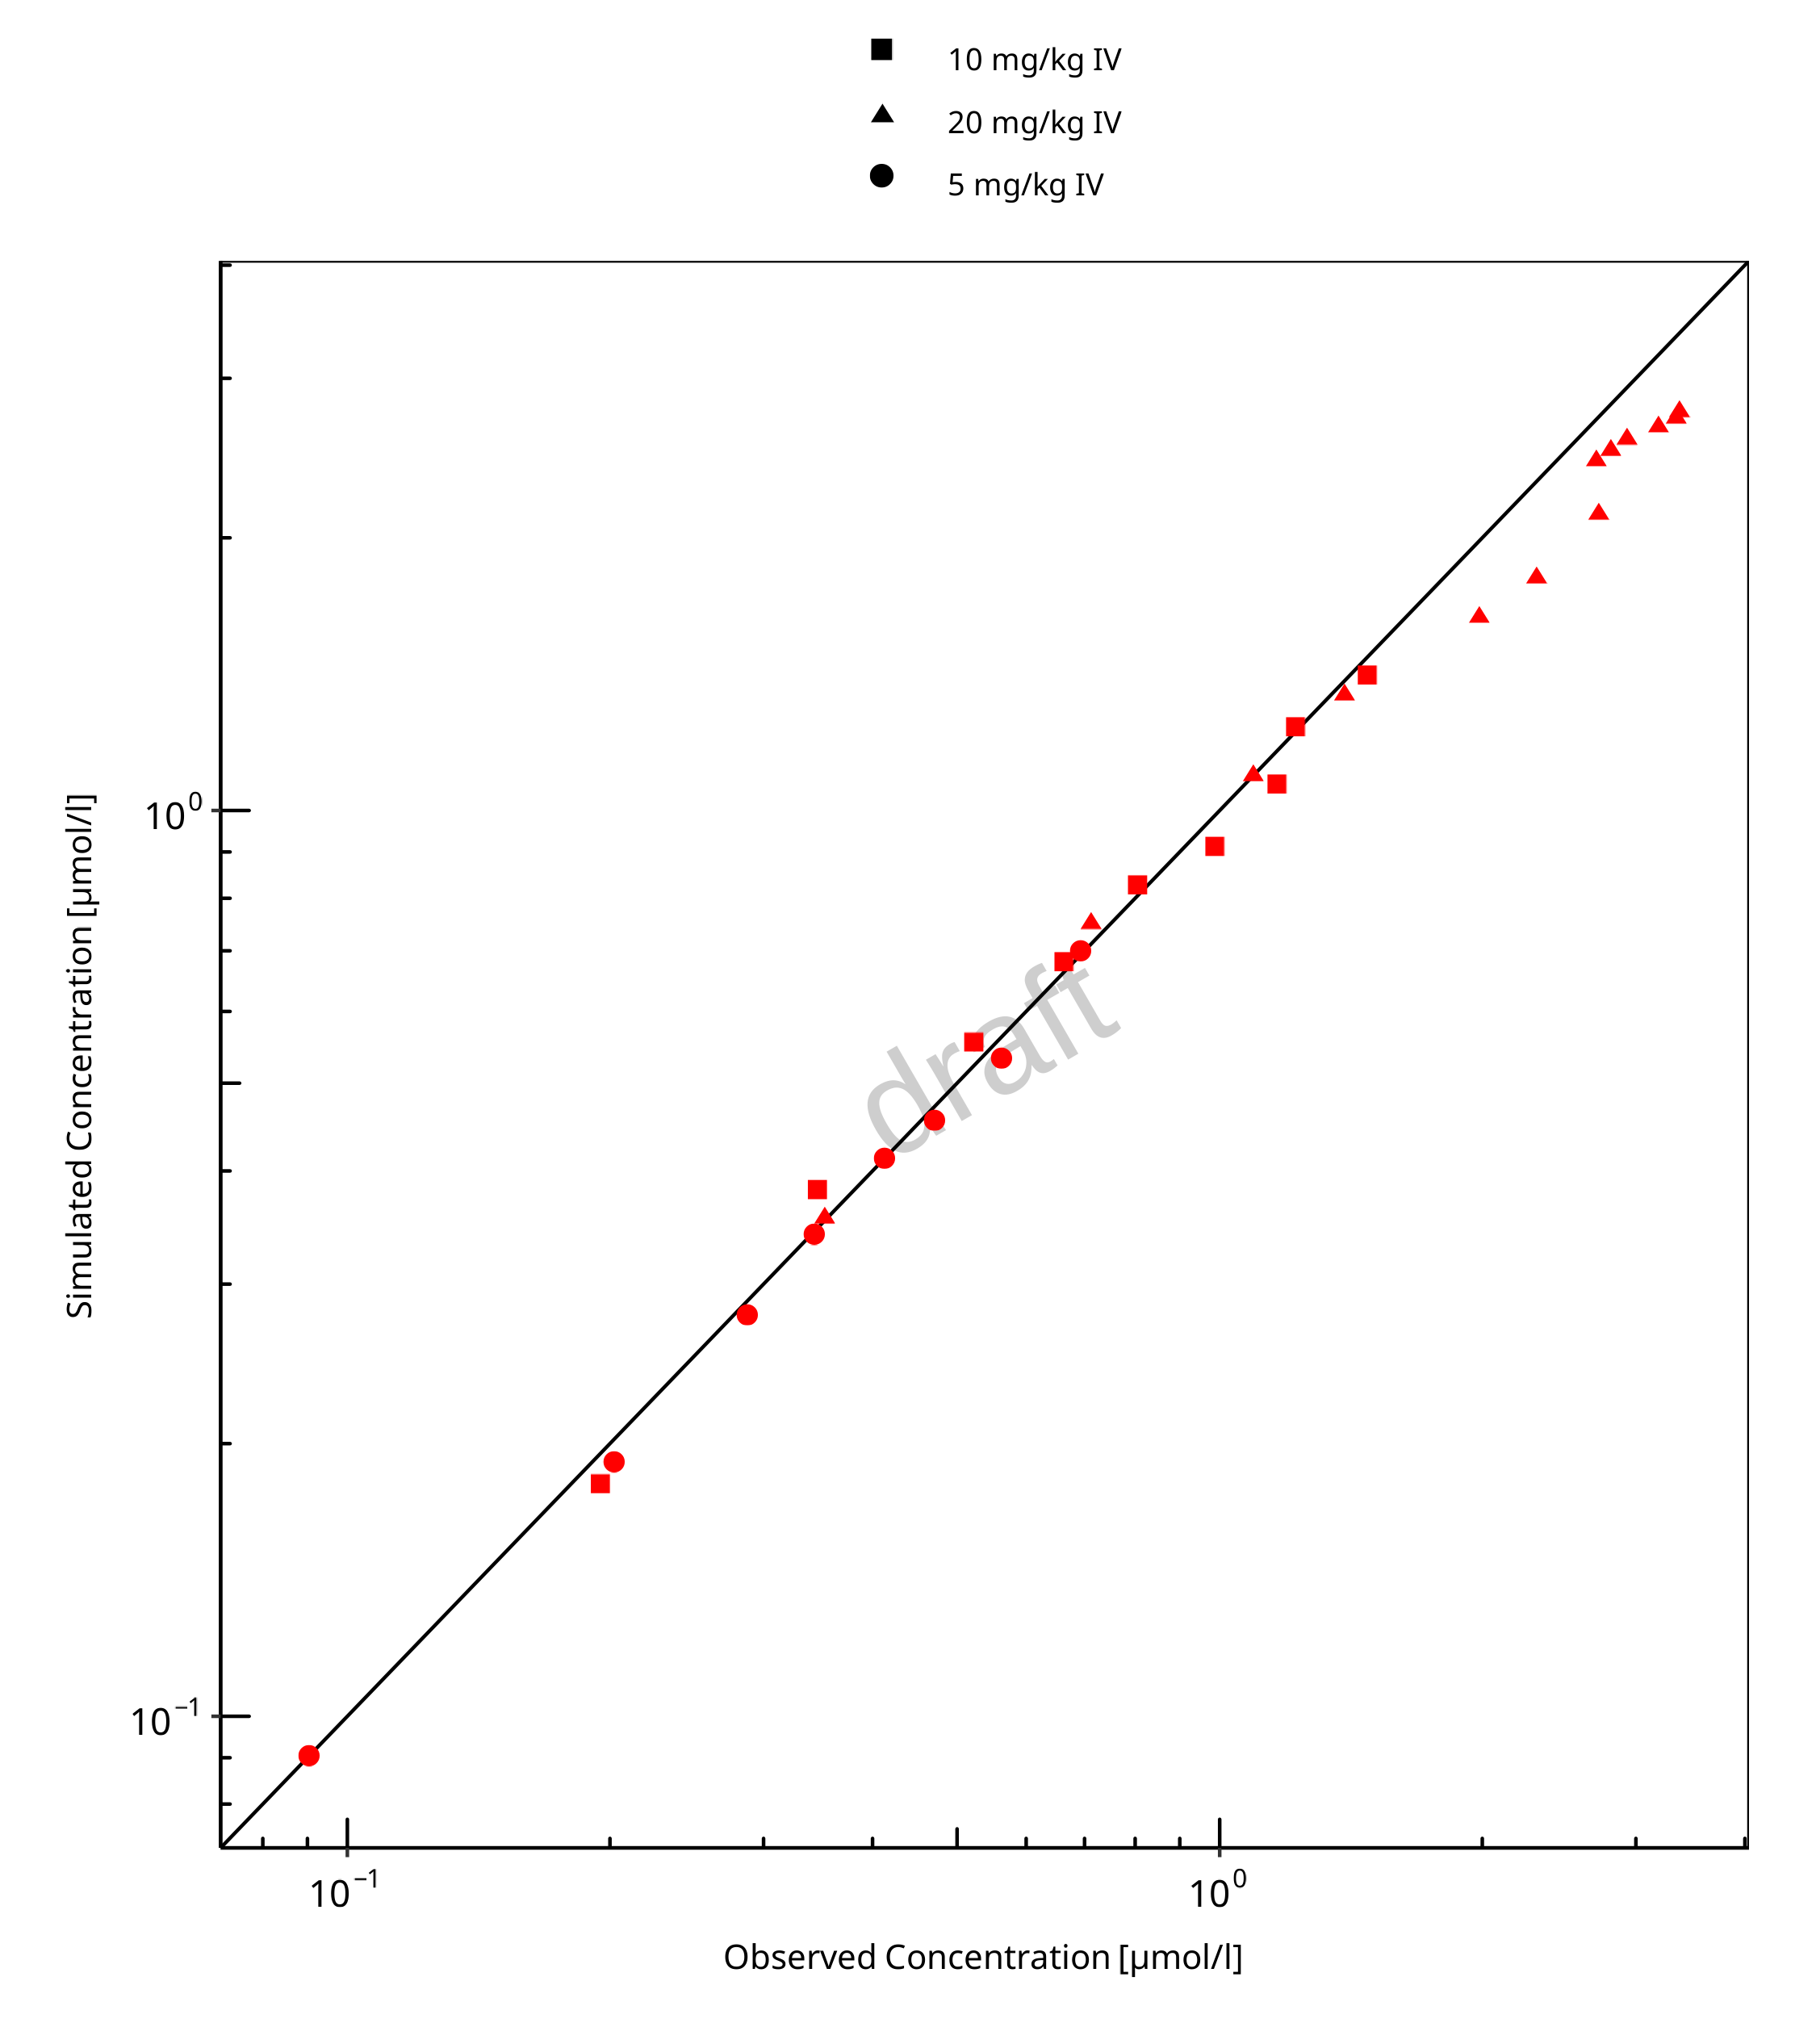 10 mg/kg IV
20 mg/kg IV
5 mg/kg IV
Simulated Concentration [µmol/l]
10⁰
10⁻¹
draft
10⁻¹ 10⁰
Observed Concentration [µmol/l]